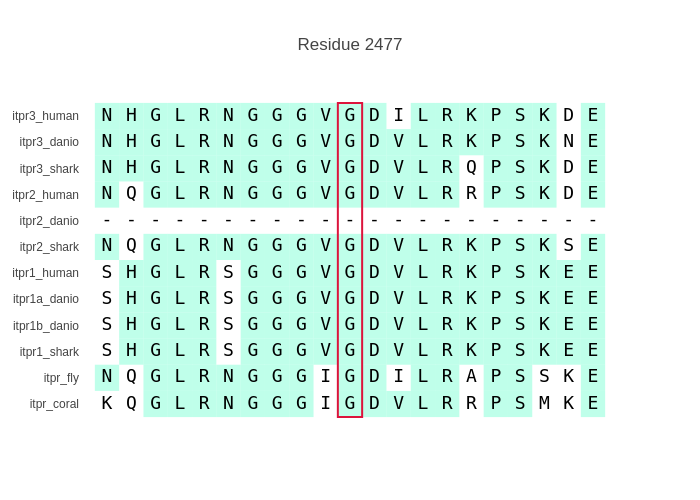 Residue 2477
itpr3_human N H G L R N G G G V G D I L R K P S K D E
itpr3_danio N H G L R N G G G V G D V L R K P S K N E
itpr3_shark N H G L R N G G G V G D V L R Q P S K D E
itpr2_human N Q G L R N G G G V G D V L R R P S K D E
itpr2_danio - - - - - - - - - - - - - - - - - - - - -
itpr2_shark N Q G L R N G G G V G D V L R K P S K S E
itpr1_human S H G L R S G G G V G D V L R K P S K E E
itpr1a_danio S H G L R S G G G V G D V L R K P S K E E
itpr1b_danio S H G L R S G G G V G D V L R K P S K E E
itpr1_shark S H G L R S G G G V G D V L R K P S K E E
itpr_fly N Q G L R N G G G I G D I L R A P S S K E
itpr_coral K Q G L R N G G G I G D V L R R P S M K E